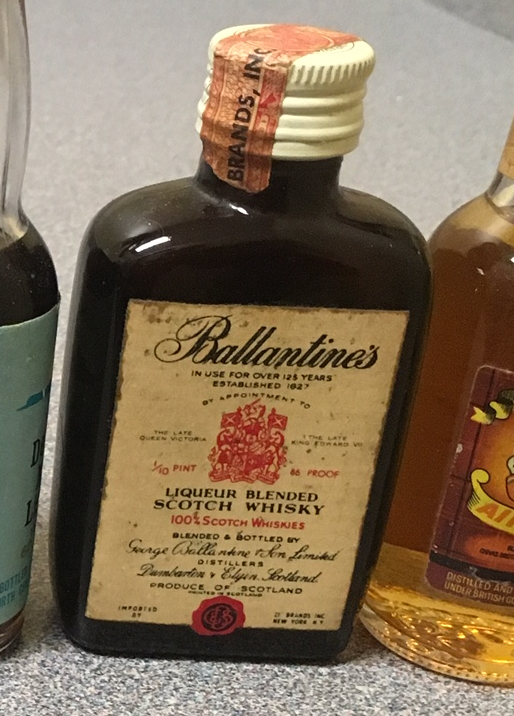 BRANDS, INC
Ballantine's
IN USE FOR OVER 125 YEARS
ESTABLISHED 1827
BY APPOINTMENT TO
THE LATE
QUEEN VICTORIA
THE LATE
KING EDWARD VII
1/10 PINT
86 PROOF
LIQUEUR BLENDED
SCOTCH WHISKY
100% SCOTCH WHISKIES
BLENDED & BOTTLED BY
George Ballantine & Son Limited
DISTILLERS
Dumbarton & Elgin, Scotland
PRODUCE OF SCOTLAND
PRINTED IN SCOTLAND
IMPORTED
BY
21 BRANDS INC
NEW YORK N.Y.
DISTILLED AND
UNDER BRITISH G